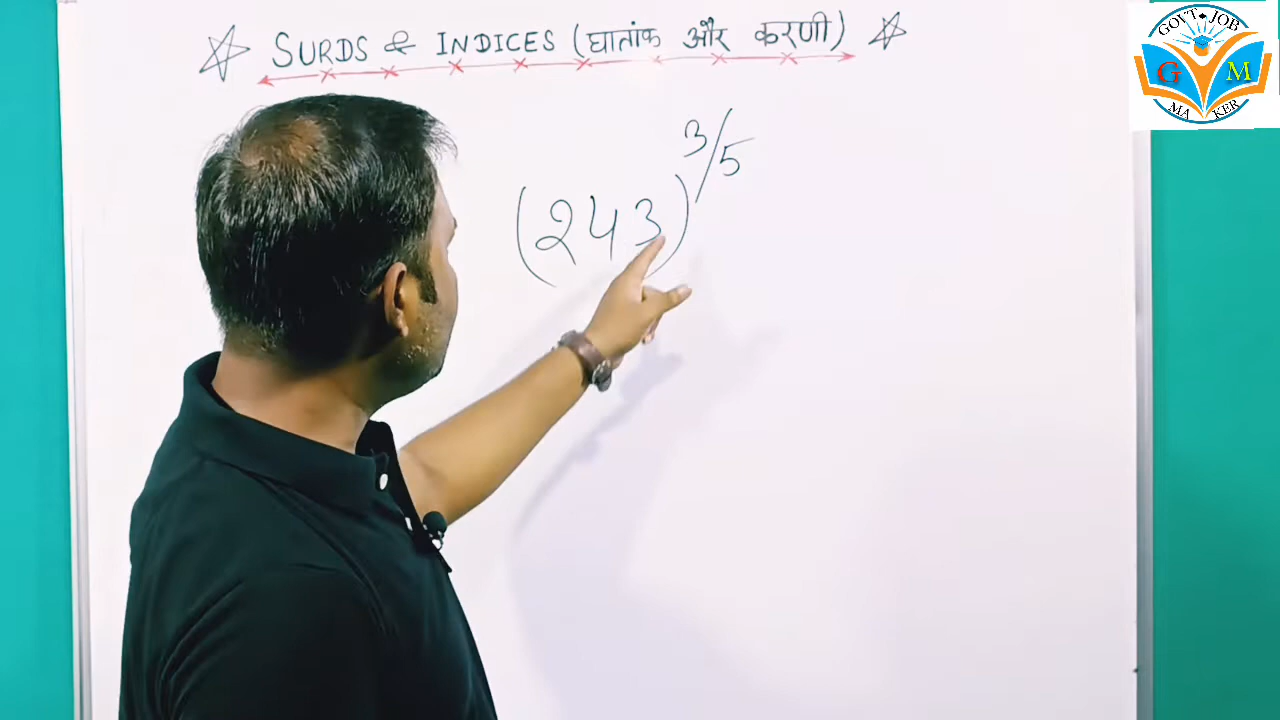 ☆ SURDS & INDICES (घातांक और करणी) ☆
(243)^3/5
GOVT. JOB
G M
MAKER